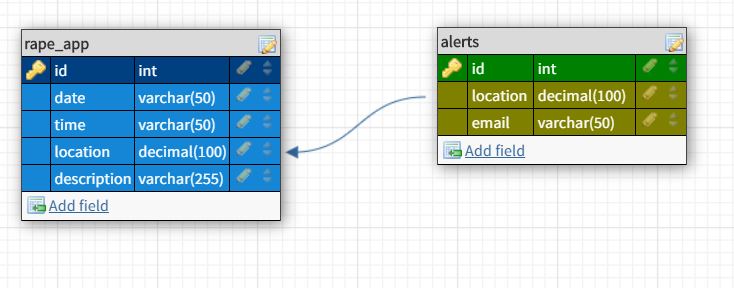 rape_app
id int
date varchar(50)
time varchar(50)
location decimal(100)
description varchar(255)
Add field
alerts
id int
location decimal(100)
email varchar(50)
Add field